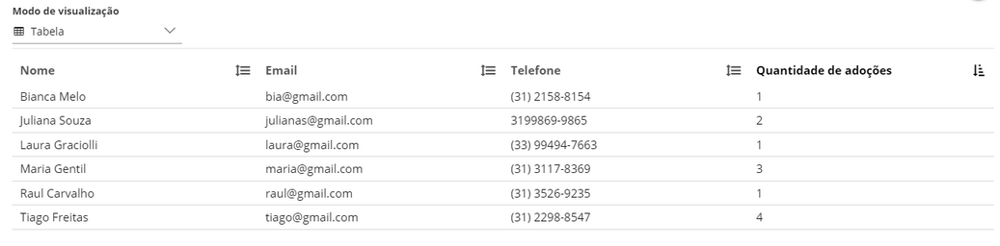 Modo de visualização
Tabela
Nome Email Telefone Quantidade de adoções
Bianca Melo bia@gmail.com (31) 2158-8154 1
Juliana Souza julianas@gmail.com 3199869-9865 2
Laura Graciolli laura@gmail.com (33) 99494-7663 1
Maria Gentil maria@gmail.com (31) 3117-8369 3
Raul Carvalho raul@gmail.com (31) 3526-9235 1
Tiago Freitas tiago@gmail.com (31) 2298-8547 4